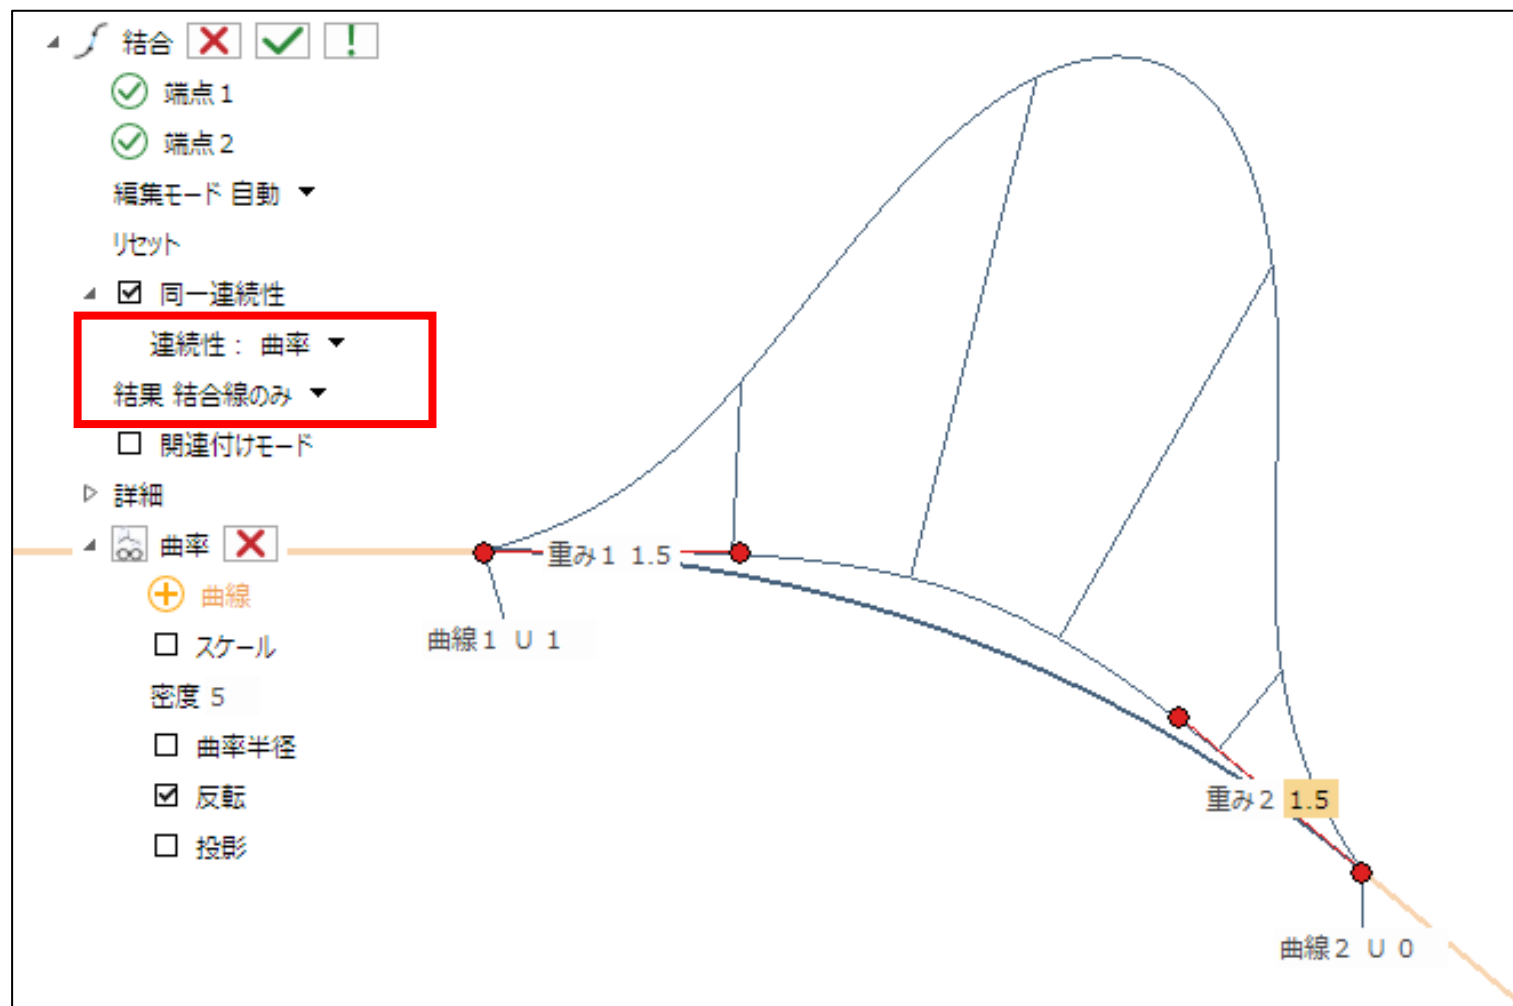 結合
端点1
端点2
編集モード 自動
リセット
同一連続性
連続性: 曲率
結果 結合線のみ
関連付けモード
詳細
曲率
曲線
スケール
密度 5
曲率半径
反転
投影
重み1 1.5
曲線1 U 1
重み2 1.5
曲線2 U 0